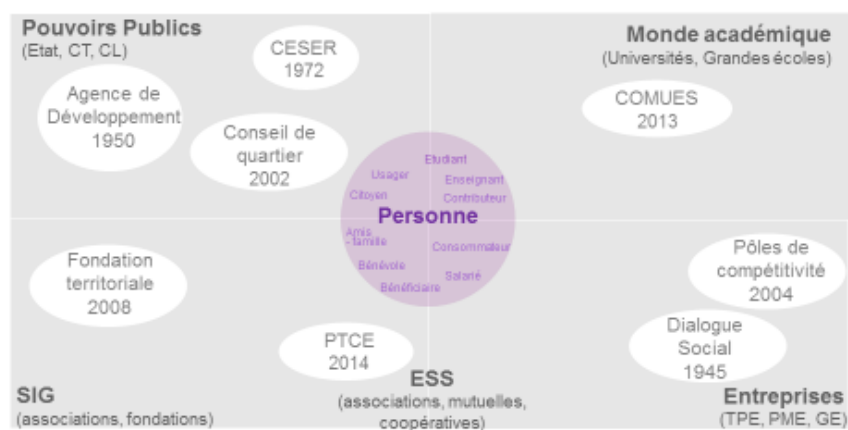 Pouvoirs Publics
(Etat, CT, CL)
CESER
1972
Agence de
Développement
1950
Conseil de
quartier
2002
Monde académique
(Universités, Grandes écoles)
COMUES
2013
Etudiant
Usager
Enseignant
Citoyen
Contributeur
Personne
Amis
- famille
Consommateur
Bénévole
Salarié
Bénéficiaire
Fondation
territoriale
2008
Pôles de
compétitivité
2004
PTCE
2014
Dialogue
Social
1945
SIG
(associations, fondations)
ESS
(associations, mutuelles,
coopératives)
Entreprises
(TPE, PME, GE)